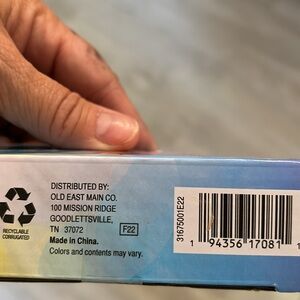 DISTRIBUTED BY:
OLD EAST MAIN CO.
100 MISSION RIDGE
GOODLETTSVILLE,
TN 37072 F22
Made in China.
Colors and contents may vary.
RECYCLABLE
CORRUGATED
31675001E22
1 94356 17081 1